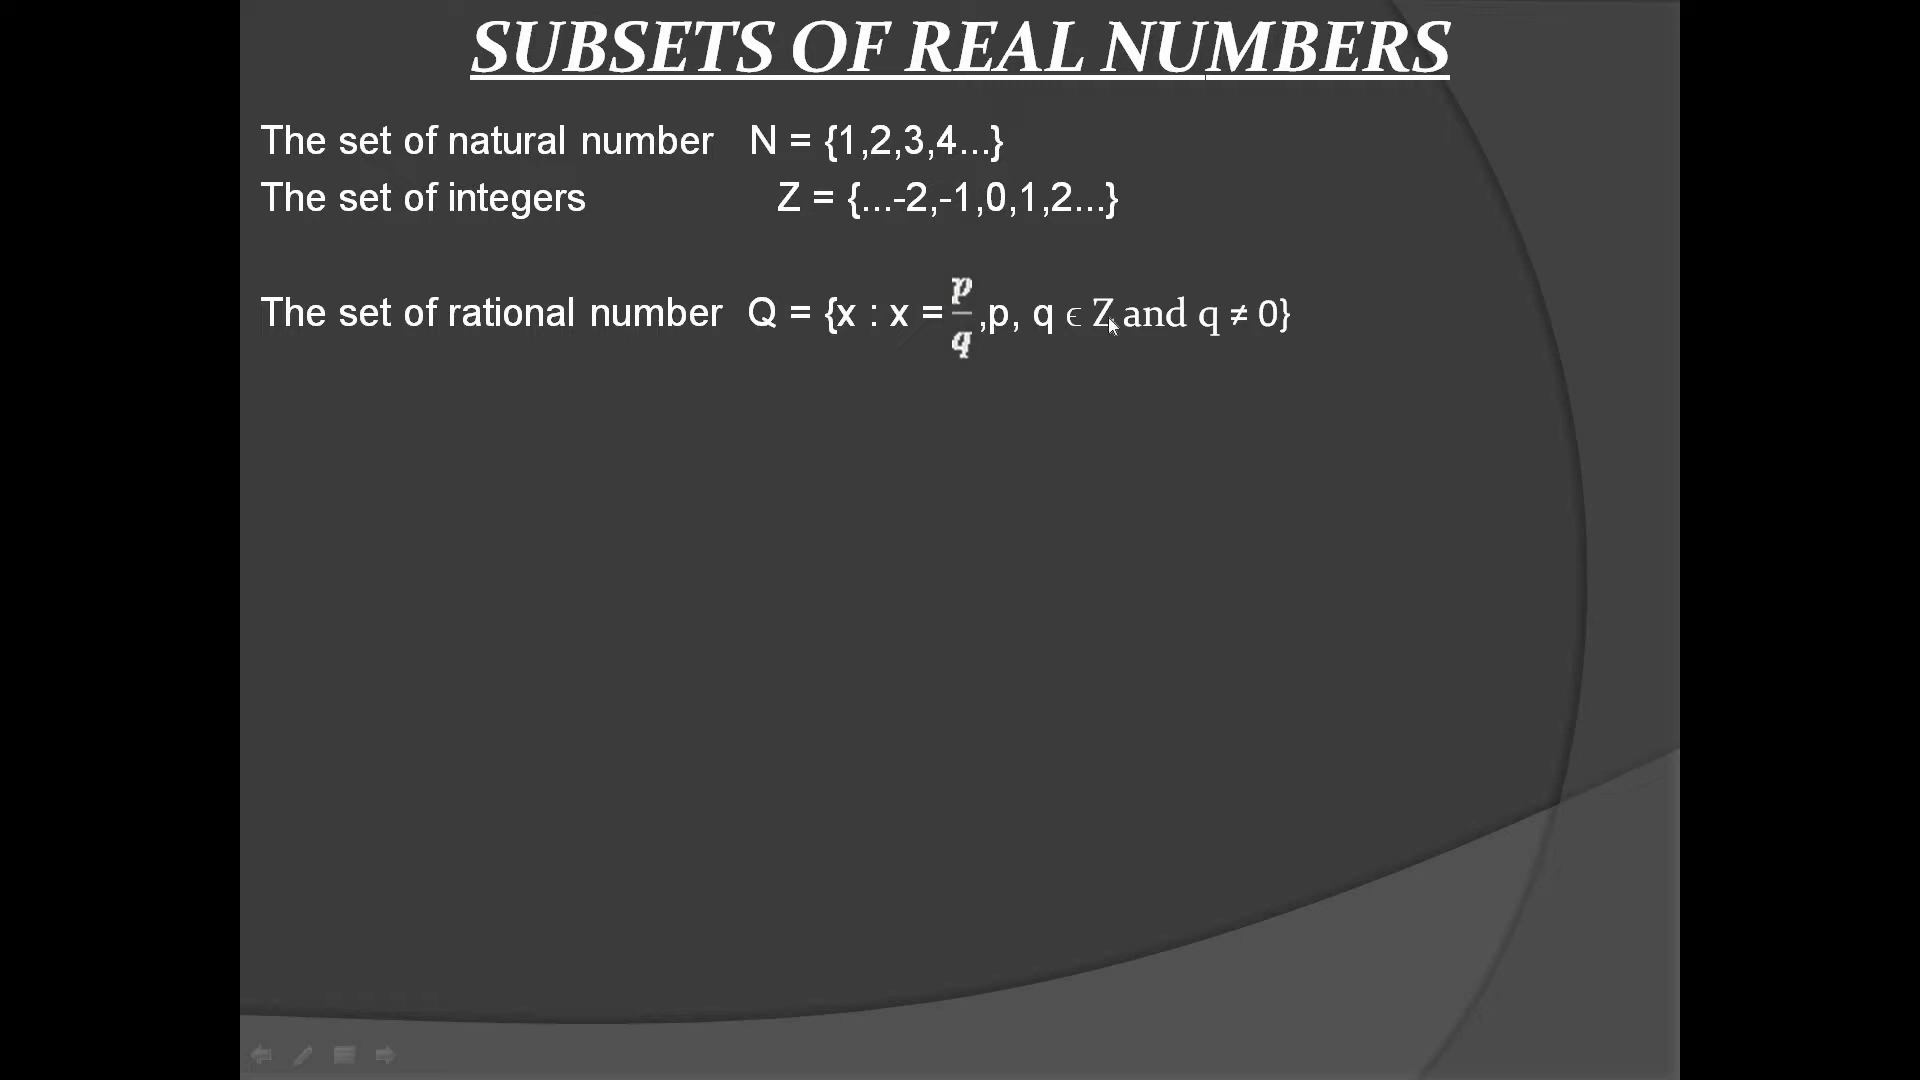 SUBSETS OF REAL NUMBERS
The set of natural number N = {1,2,3,4...}
The set of integers Z = {...-2,-1,0,1,2...}
The set of rational number Q = {x : x = p/q ,p, q ϵ Z and q ≠ 0}